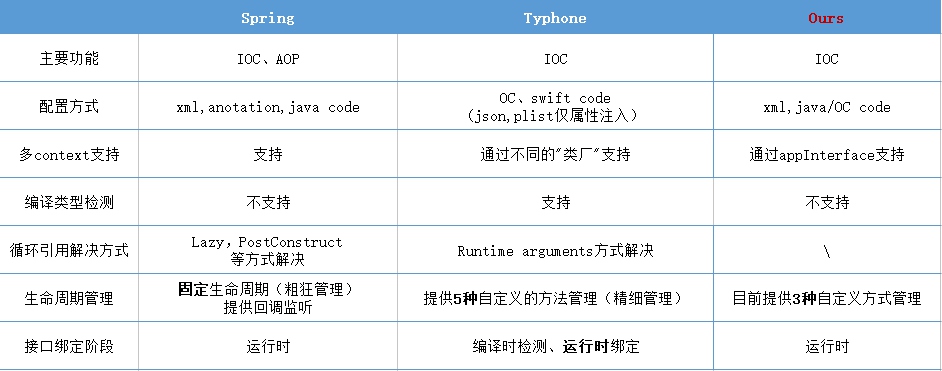 Spring Typhone Ours
主要功能 IOC、AOP IOC IOC
配置方式 xml,anotation,java code OC、swift code xml,java/OC code
（json,plist仅属性注入）
多context支持 支持 通过不同的"类厂"支持 通过appInterface支持
编译类型检测 不支持 支持 不支持
循环引用解决方式 Lazy，PostConstruct Runtime arguments方式解决 \
等方式解决
生命周期管理 固定生命周期（粗狂管理） 提供5种自定义的方法管理（精细管理） 目前提供3种自定义方式管理
提供回调监听
接口绑定阶段 运行时 编译时检测、运行时绑定 运行时